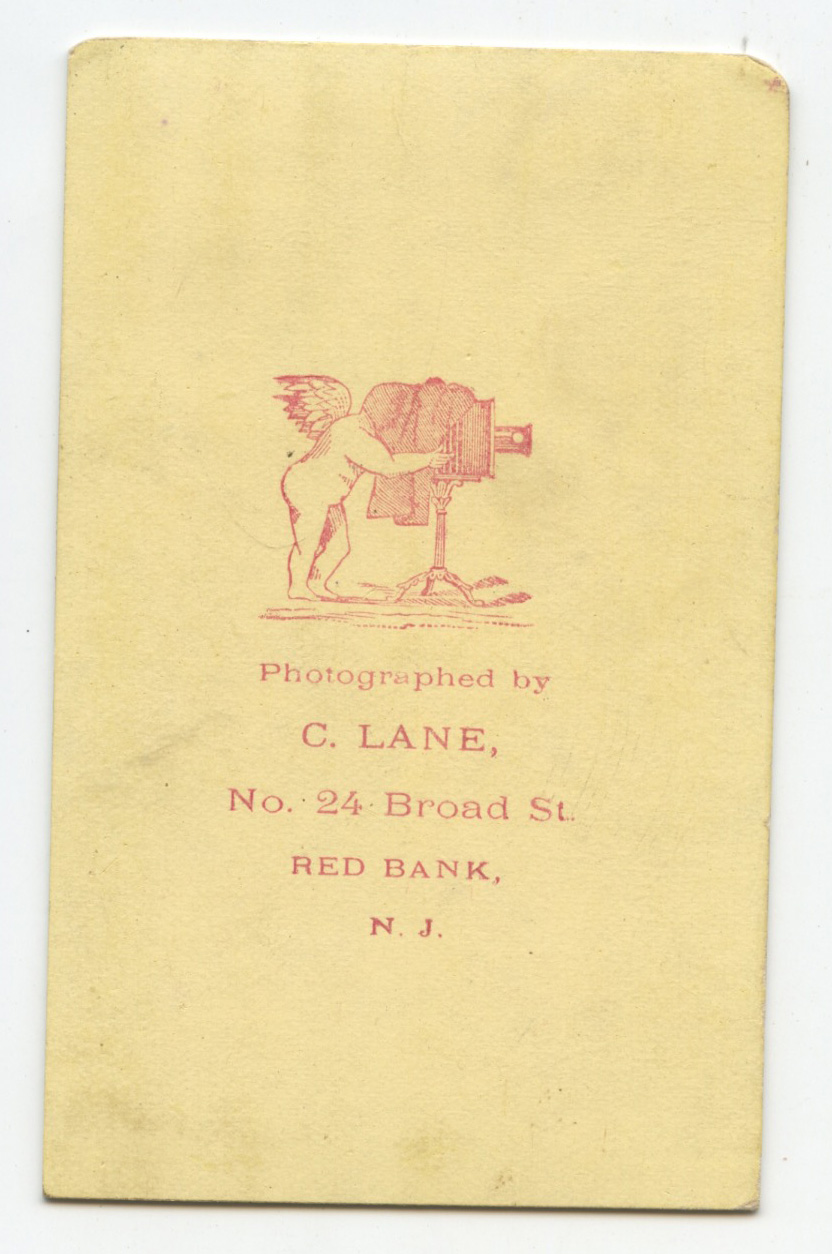 Photographed by
C. LANE,
No. 24 Broad St.
RED BANK,
N. J.